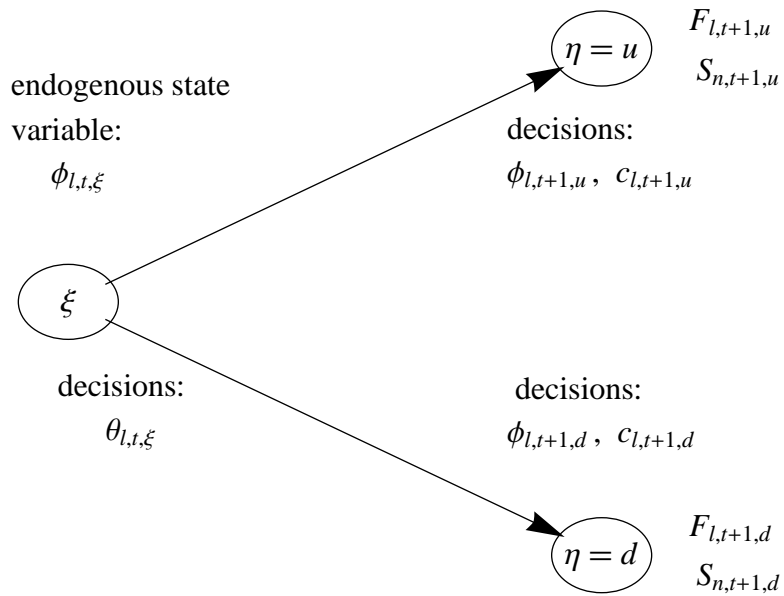 F_{l,t+1,u}
η = u
S_{n,t+1,u}
endogenous state
variable:
ϕ_{l,t,ξ}
decisions:
ϕ_{l,t+1,u} , c_{l,t+1,u}
ξ
decisions:
θ_{l,t,ξ}
decisions:
ϕ_{l,t+1,d} , c_{l,t+1,d}
F_{l,t+1,d}
η = d
S_{n,t+1,d}